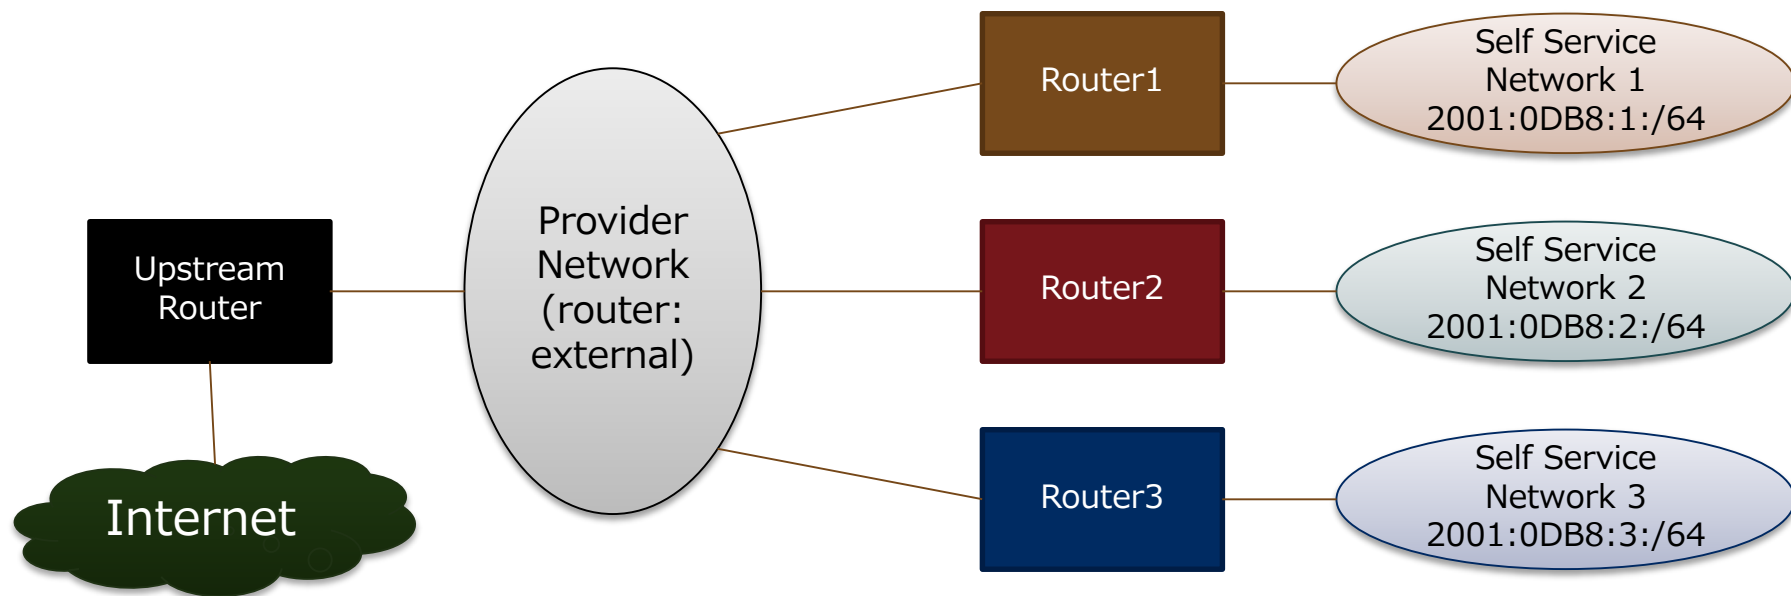 Upstream
Router
Internet
Provider
Network
(router:
external)
Router1
Self Service
Network 1
2001:0DB8:1:/64
Router2
Self Service
Network 2
2001:0DB8:2:/64
Router3
Self Service
Network 3
2001:0DB8:3:/64